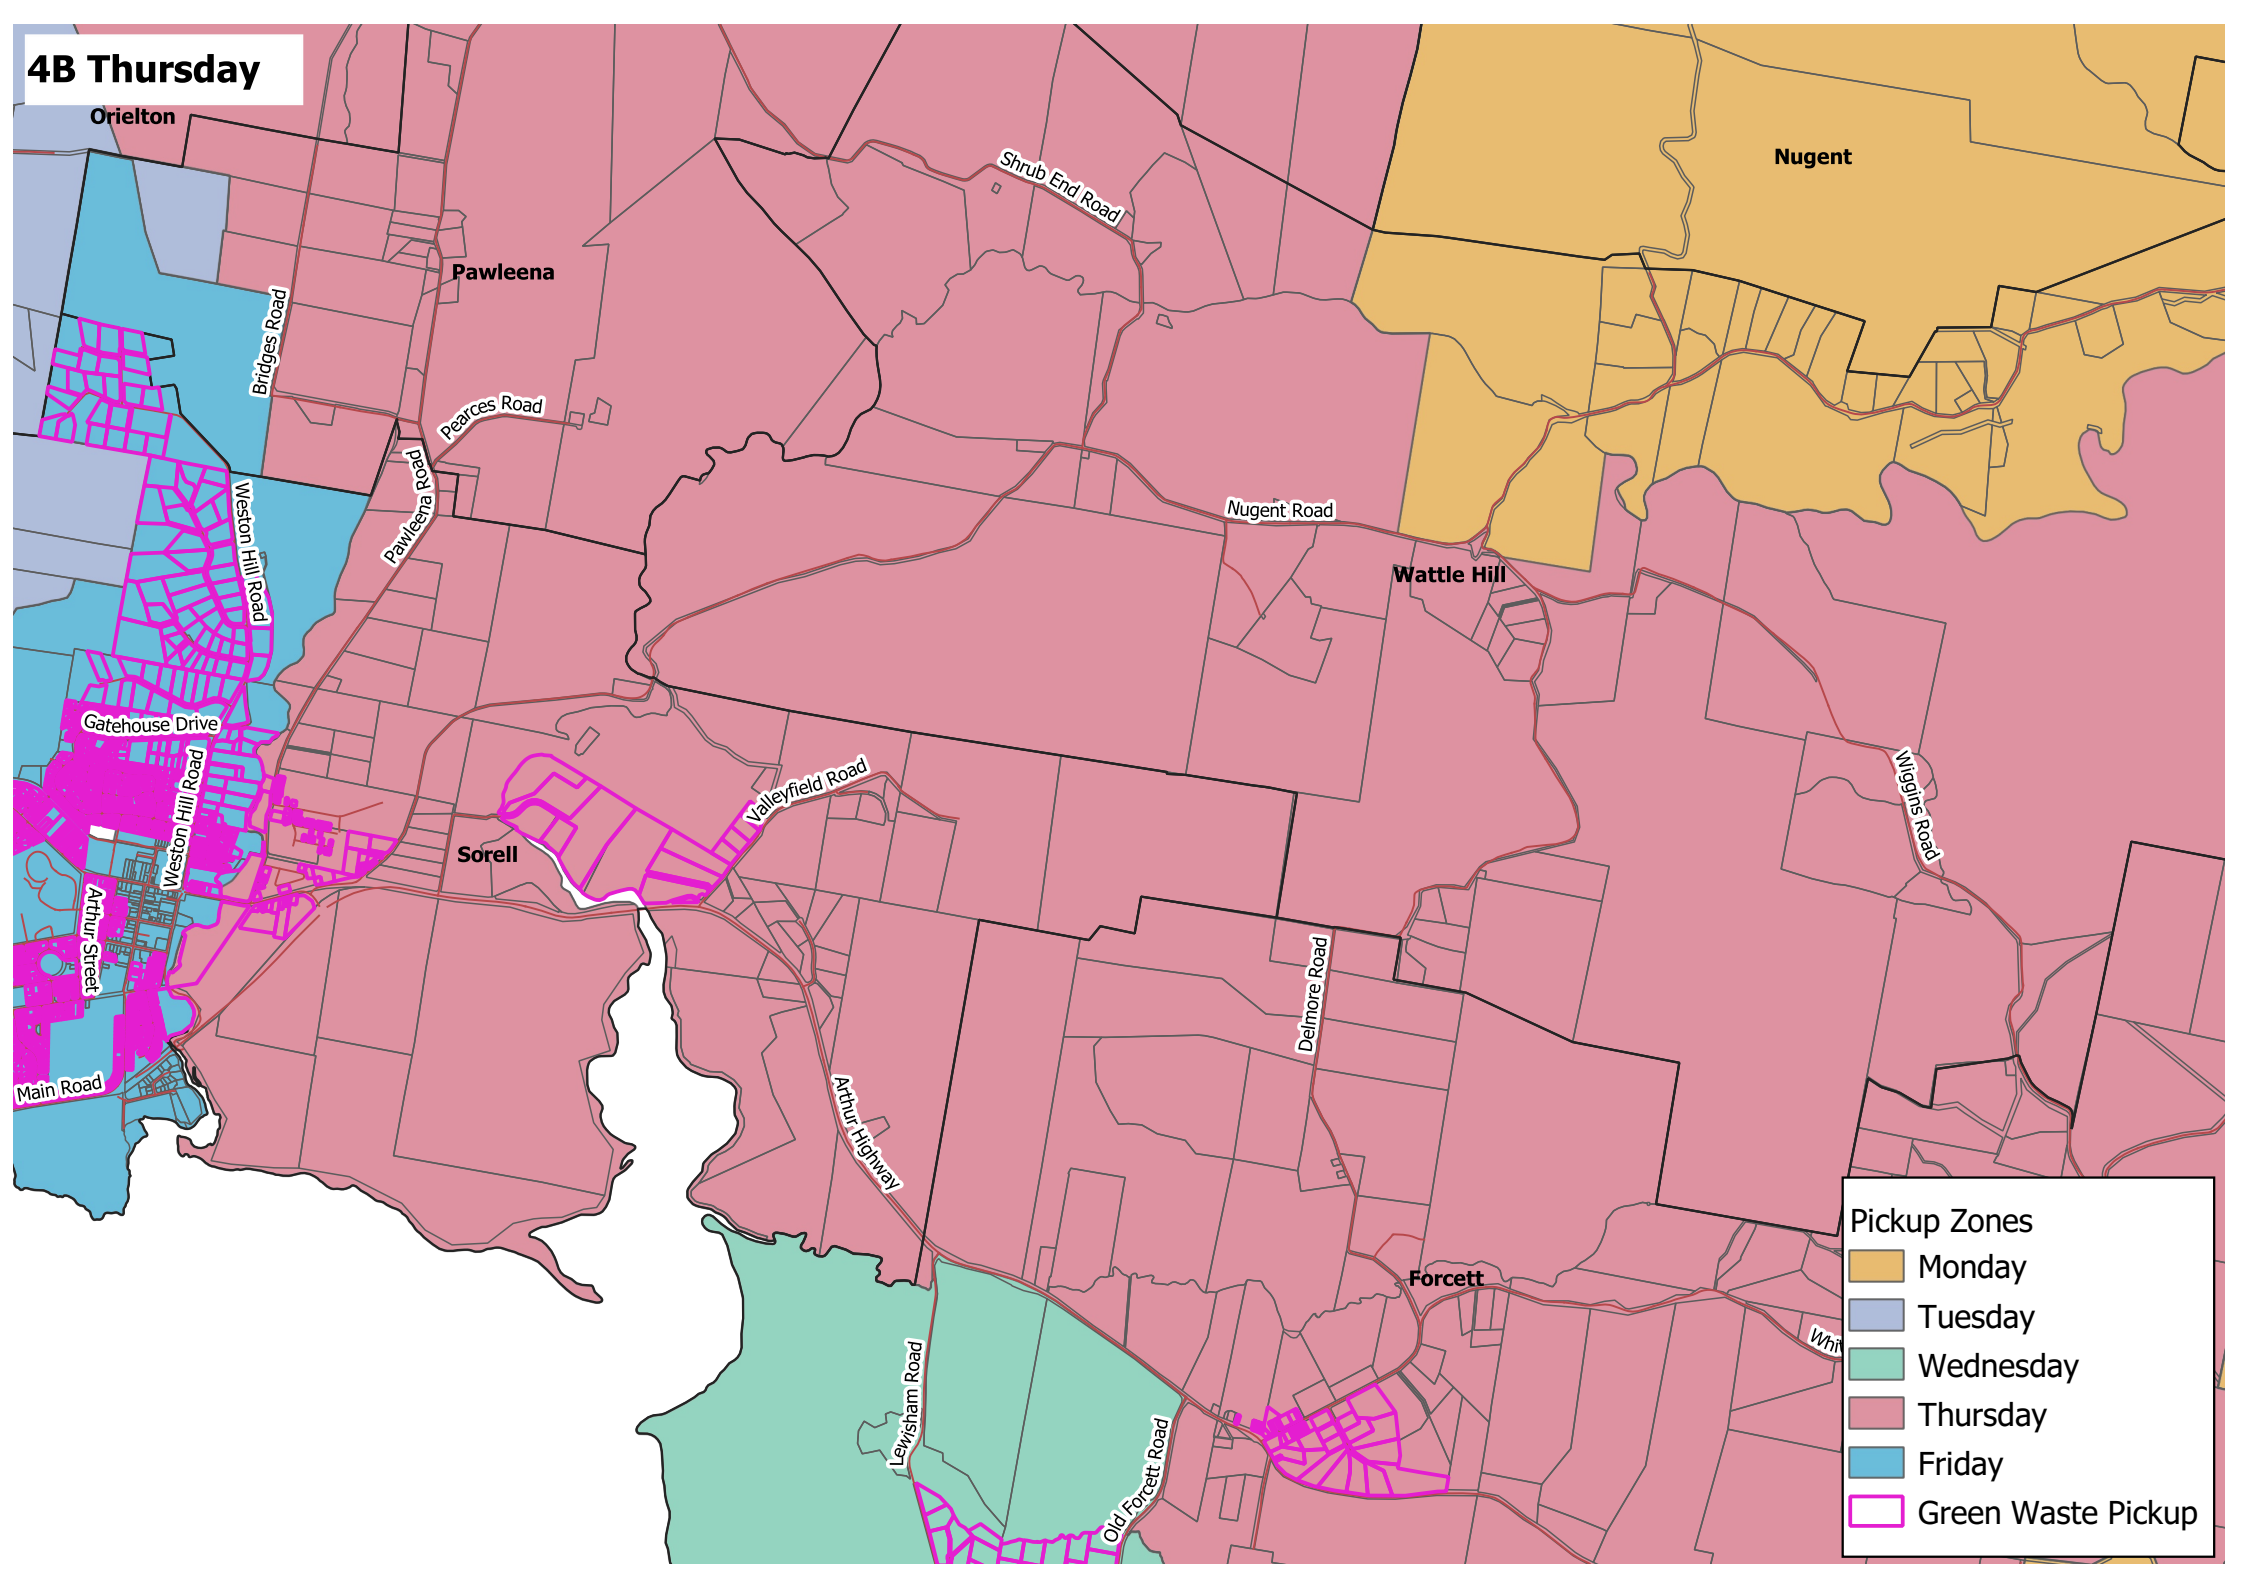 4B Thursday
Orielton
Nugent
Shrub End Road
Pawleena
Bridges Road
Pearces Road
Pawleena Road
Weston Hill Road
Nugent Road
Wattle Hill
Gatehouse Drive
Weston Hill Road
Valleyfield Road
Wiggins Road
Sorell
Arthur Street
Delmore Road
Main Road
Arthur Highway
Forcett
Lewisham Road
Old Forcett Road
Pickup Zones
Monday
Tuesday
Wednesday
Thursday
Friday
Green Waste Pickup